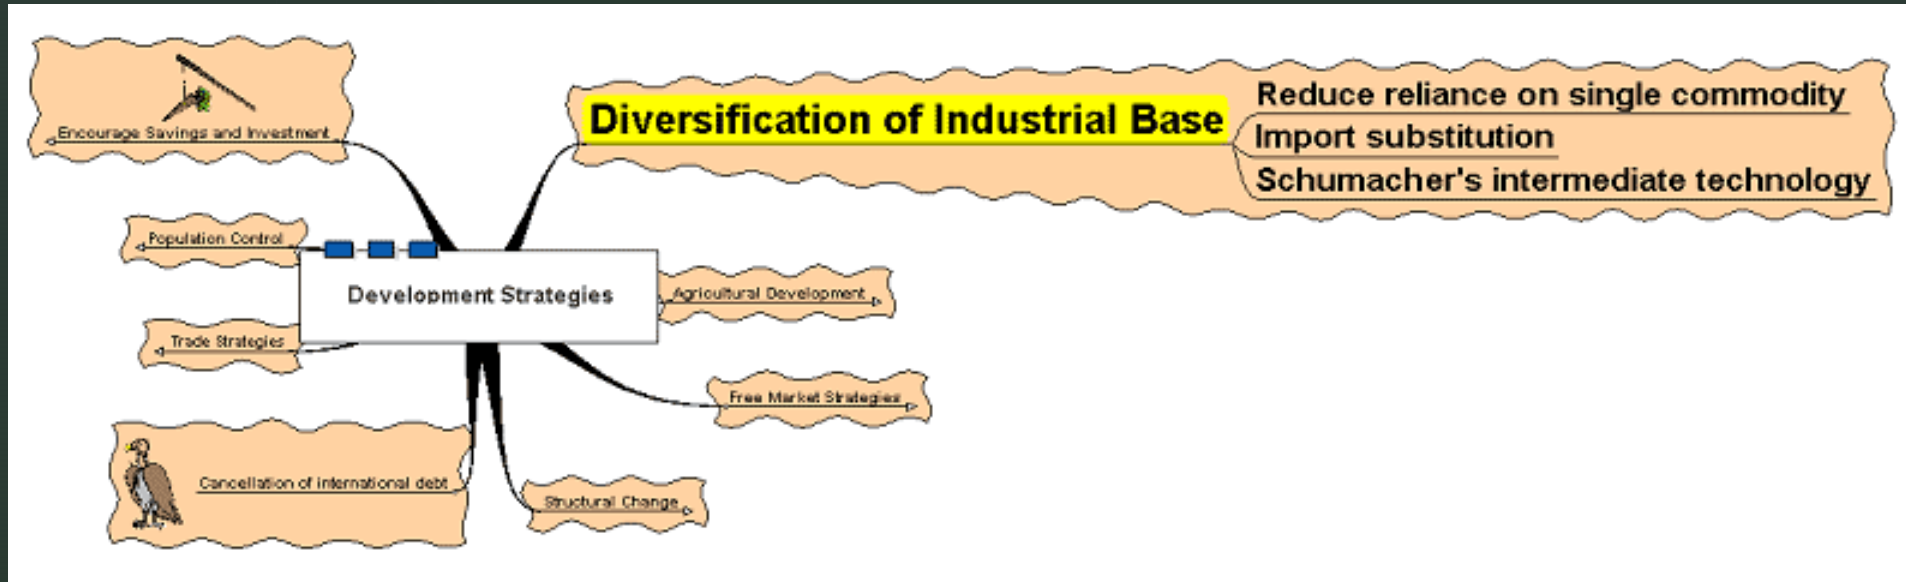 Encourage Savings and Investment
Diversification of Industrial Base
Reduce reliance on single commodity
Import substitution
Schumacher's intermediate technology
Population Control
Development Strategies
Agricultural Development
Trade Strategies
Free Market Strategies
Cancellation of international debt
Structural Change